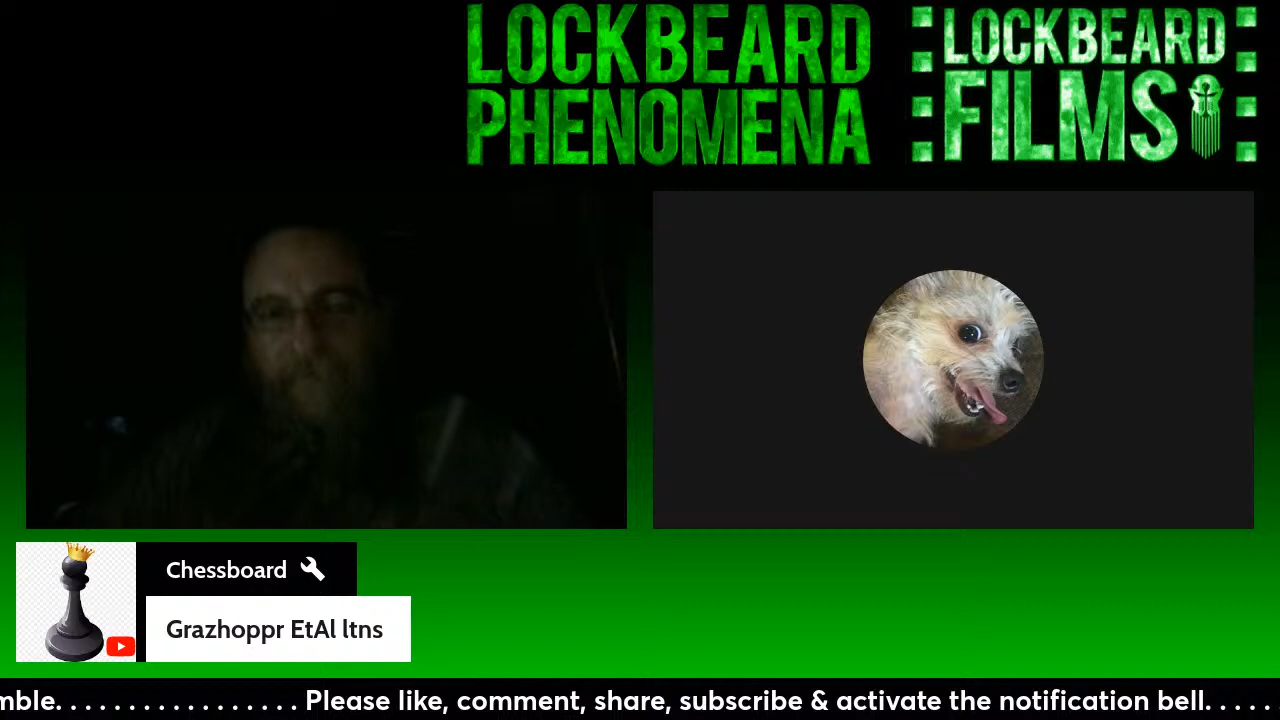 LOCKBEARD
PHENOMENA
LOCKBEARD
FILMS
Chessboard
Grazhoppr EtAl ltns
mble. . . . . . . . . . . . . . . . . Please like, comment, share, subscribe & activate the notification bell. . . . . .